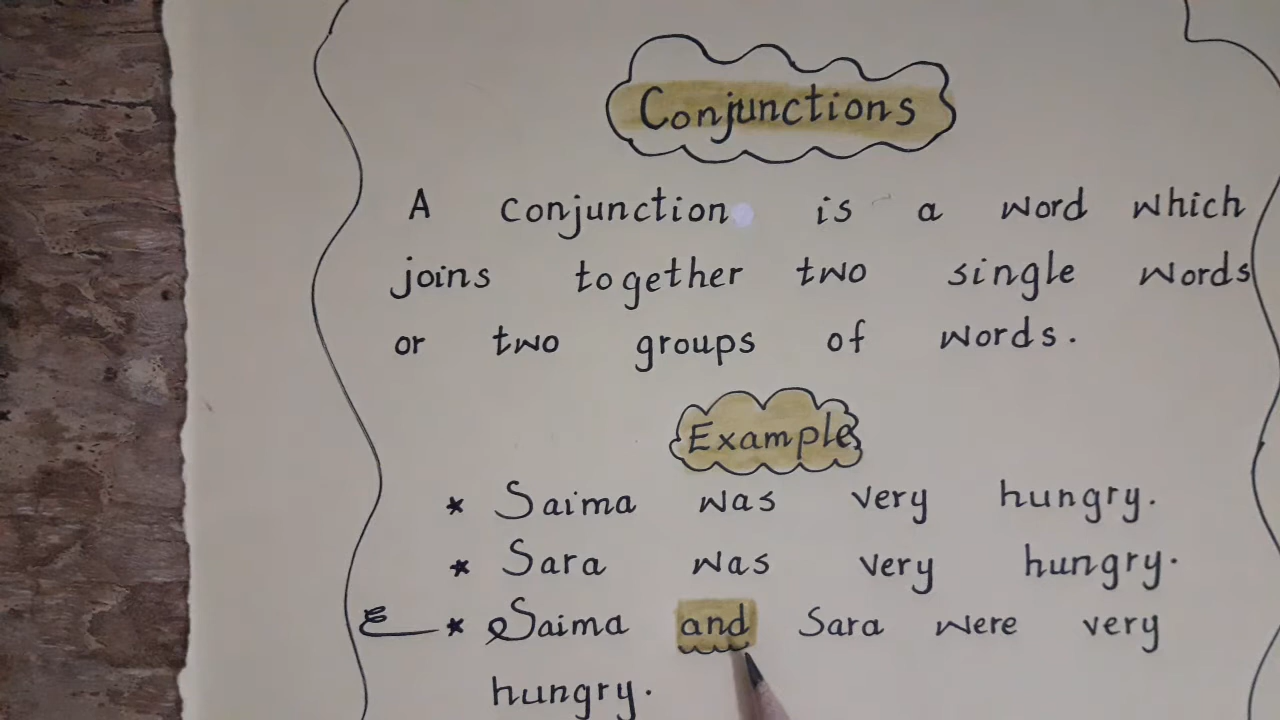 Conjunctions
A conjunction is a word which
joins together two single words
or two groups of words.
Example
* Saima was very hungry.
* Sara was very hungry.
* Saima and Sara were very
hungry.